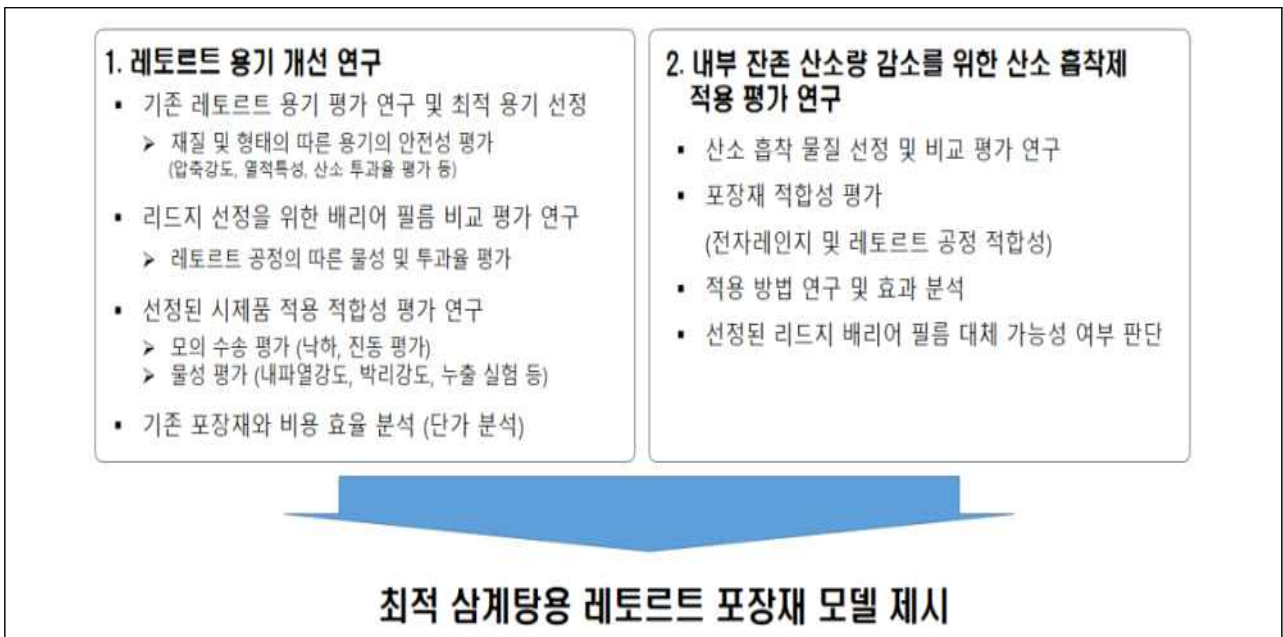 1. 레토르트 용기 개선 연구
▪ 기존 레토르트 용기 평가 연구 및 최적 용기 선정
➢ 재질 및 형태의 따른 용기의 안전성 평가
(압축강도, 열적특성, 산소 투과율 평가 등)
▪ 리드지 선정을 위한 배리어 필름 비교 평가 연구
➢ 레토르트 공정의 따른 물성 및 투과율 평가
▪ 선정된 시제품 적용 적합성 평가 연구
➢ 모의 수송 평가 (낙하, 진동 평가)
➢ 물성 평가 (내파열강도, 박리강도, 누출 실험 등)
▪ 기존 포장재와 비용 효율 분석 (단가 분석)
2. 내부 잔존 산소량 감소를 위한 산소 흡착제
적용 평가 연구
▪ 산소 흡착 물질 선정 및 비교 평가 연구
▪ 포장재 적합성 평가
(전자레인지 및 레토르트 공정 적합성)
▪ 적용 방법 연구 및 효과 분석
▪ 선정된 리드지 배리어 필름 대체 가능성 여부 판단
최적 삼계탕용 레토르트 포장재 모델 제시